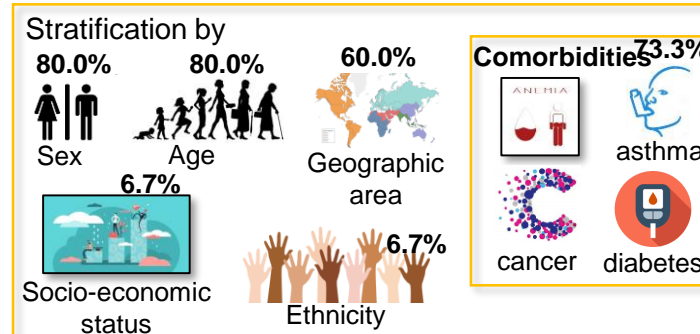 Stratification by
80.0%
80.0%
60.0%
Sex
Age
Geographic
area
6.7%
6.7%
Socio-economic
status
Ethnicity
Comorbidities
73.3%
ANEMIA
asthma
cancer
diabetes